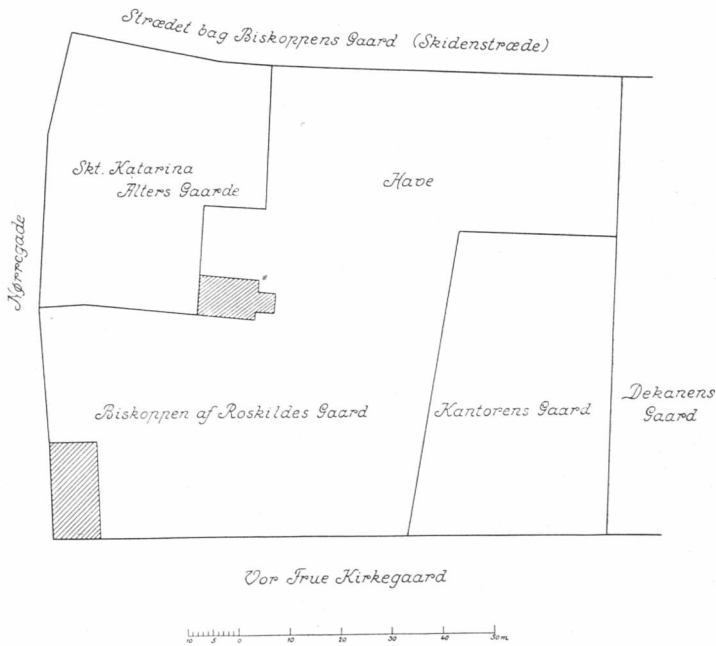 Strædet bag Biskoppens Gaard (Skidenstræde)
Skt. Katarina
Alters Gaarde
Have
Nørregade
Biskoppen af Roskildes Gaard
Kantorens Gaard
Dekanens
Gaard
Vor Frue Kirkegaard
10 5 0 10 20 30 40 50 m.